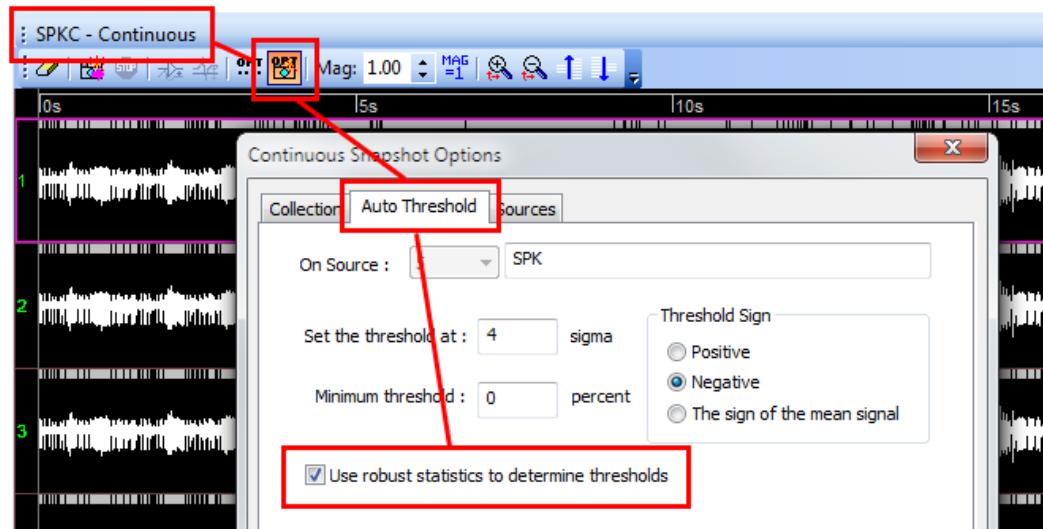 SPKC - Continuous
OPT OPT Mag: 1.00 MAG =1
0s 5s 10s 15s
Continuous Snapshot Options
1
Collection Auto Threshold Sources
On Source : SPK
2
Set the threshold at : 4 sigma
Threshold Sign
Positive
Minimum threshold : 0 percent
Negative
The sign of the mean signal
3
Use robust statistics to determine thresholds